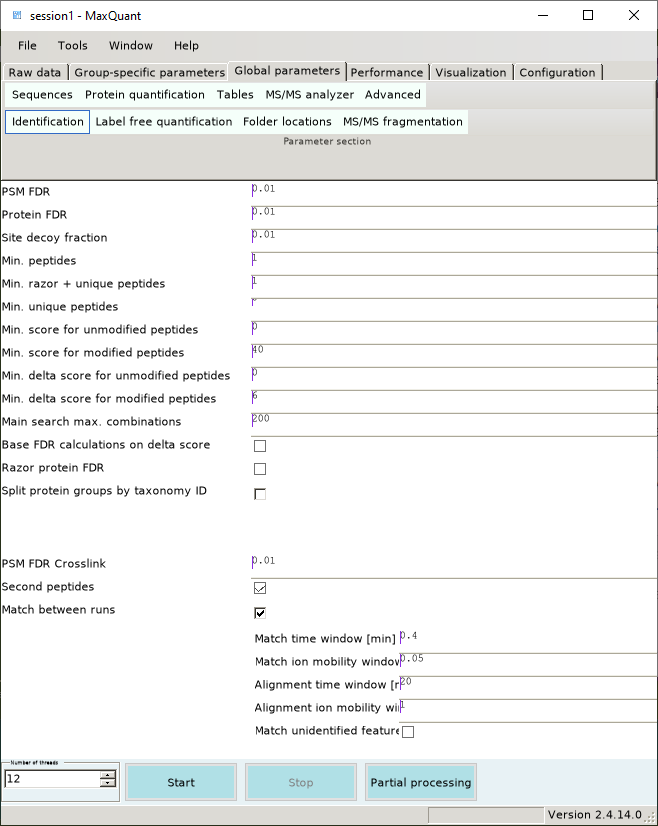 session1 - MaxQuant
File Tools Window Help
Raw data Group-specific parameters Global parameters Performance Visualization Configuration
Sequences Protein quantification Tables MS/MS analyzer Advanced
Identification Label free quantification Folder locations MS/MS fragmentation
Parameter section
PSM FDR 0.01
Protein FDR 0.01
Site decoy fraction 0.01
Min. peptides 1
Min. razor + unique peptides 1
Min. unique peptides
Min. score for unmodified peptides 0
Min. score for modified peptides 40
Min. delta score for unmodified peptides 0
Min. delta score for modified peptides 6
Main search max. combinations 200
Base FDR calculations on delta score
Razor protein FDR
Split protein groups by taxonomy ID
PSM FDR Crosslink 0.01
Second peptides
Match between runs
Match time window [min] 0.4
Match ion mobility window 0.05
Alignment time window [ 20
Alignment ion mobility wi 1
Match unidentified feature
Number of threads
12 Start Stop Partial processing
Version 2.4.14.0